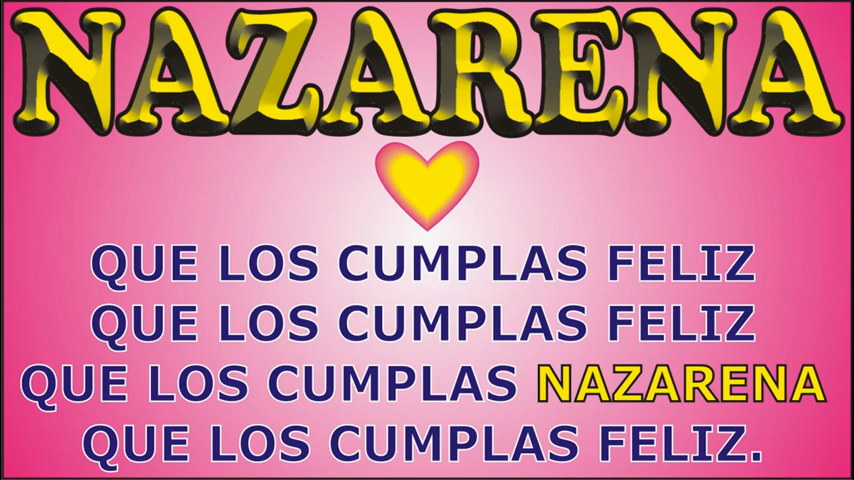 NAZARENA
QUE LOS CUMPLAS FELIZ
QUE LOS CUMPLAS FELIZ
QUE LOS CUMPLAS NAZARENA
QUE LOS CUMPLAS FELIZ.